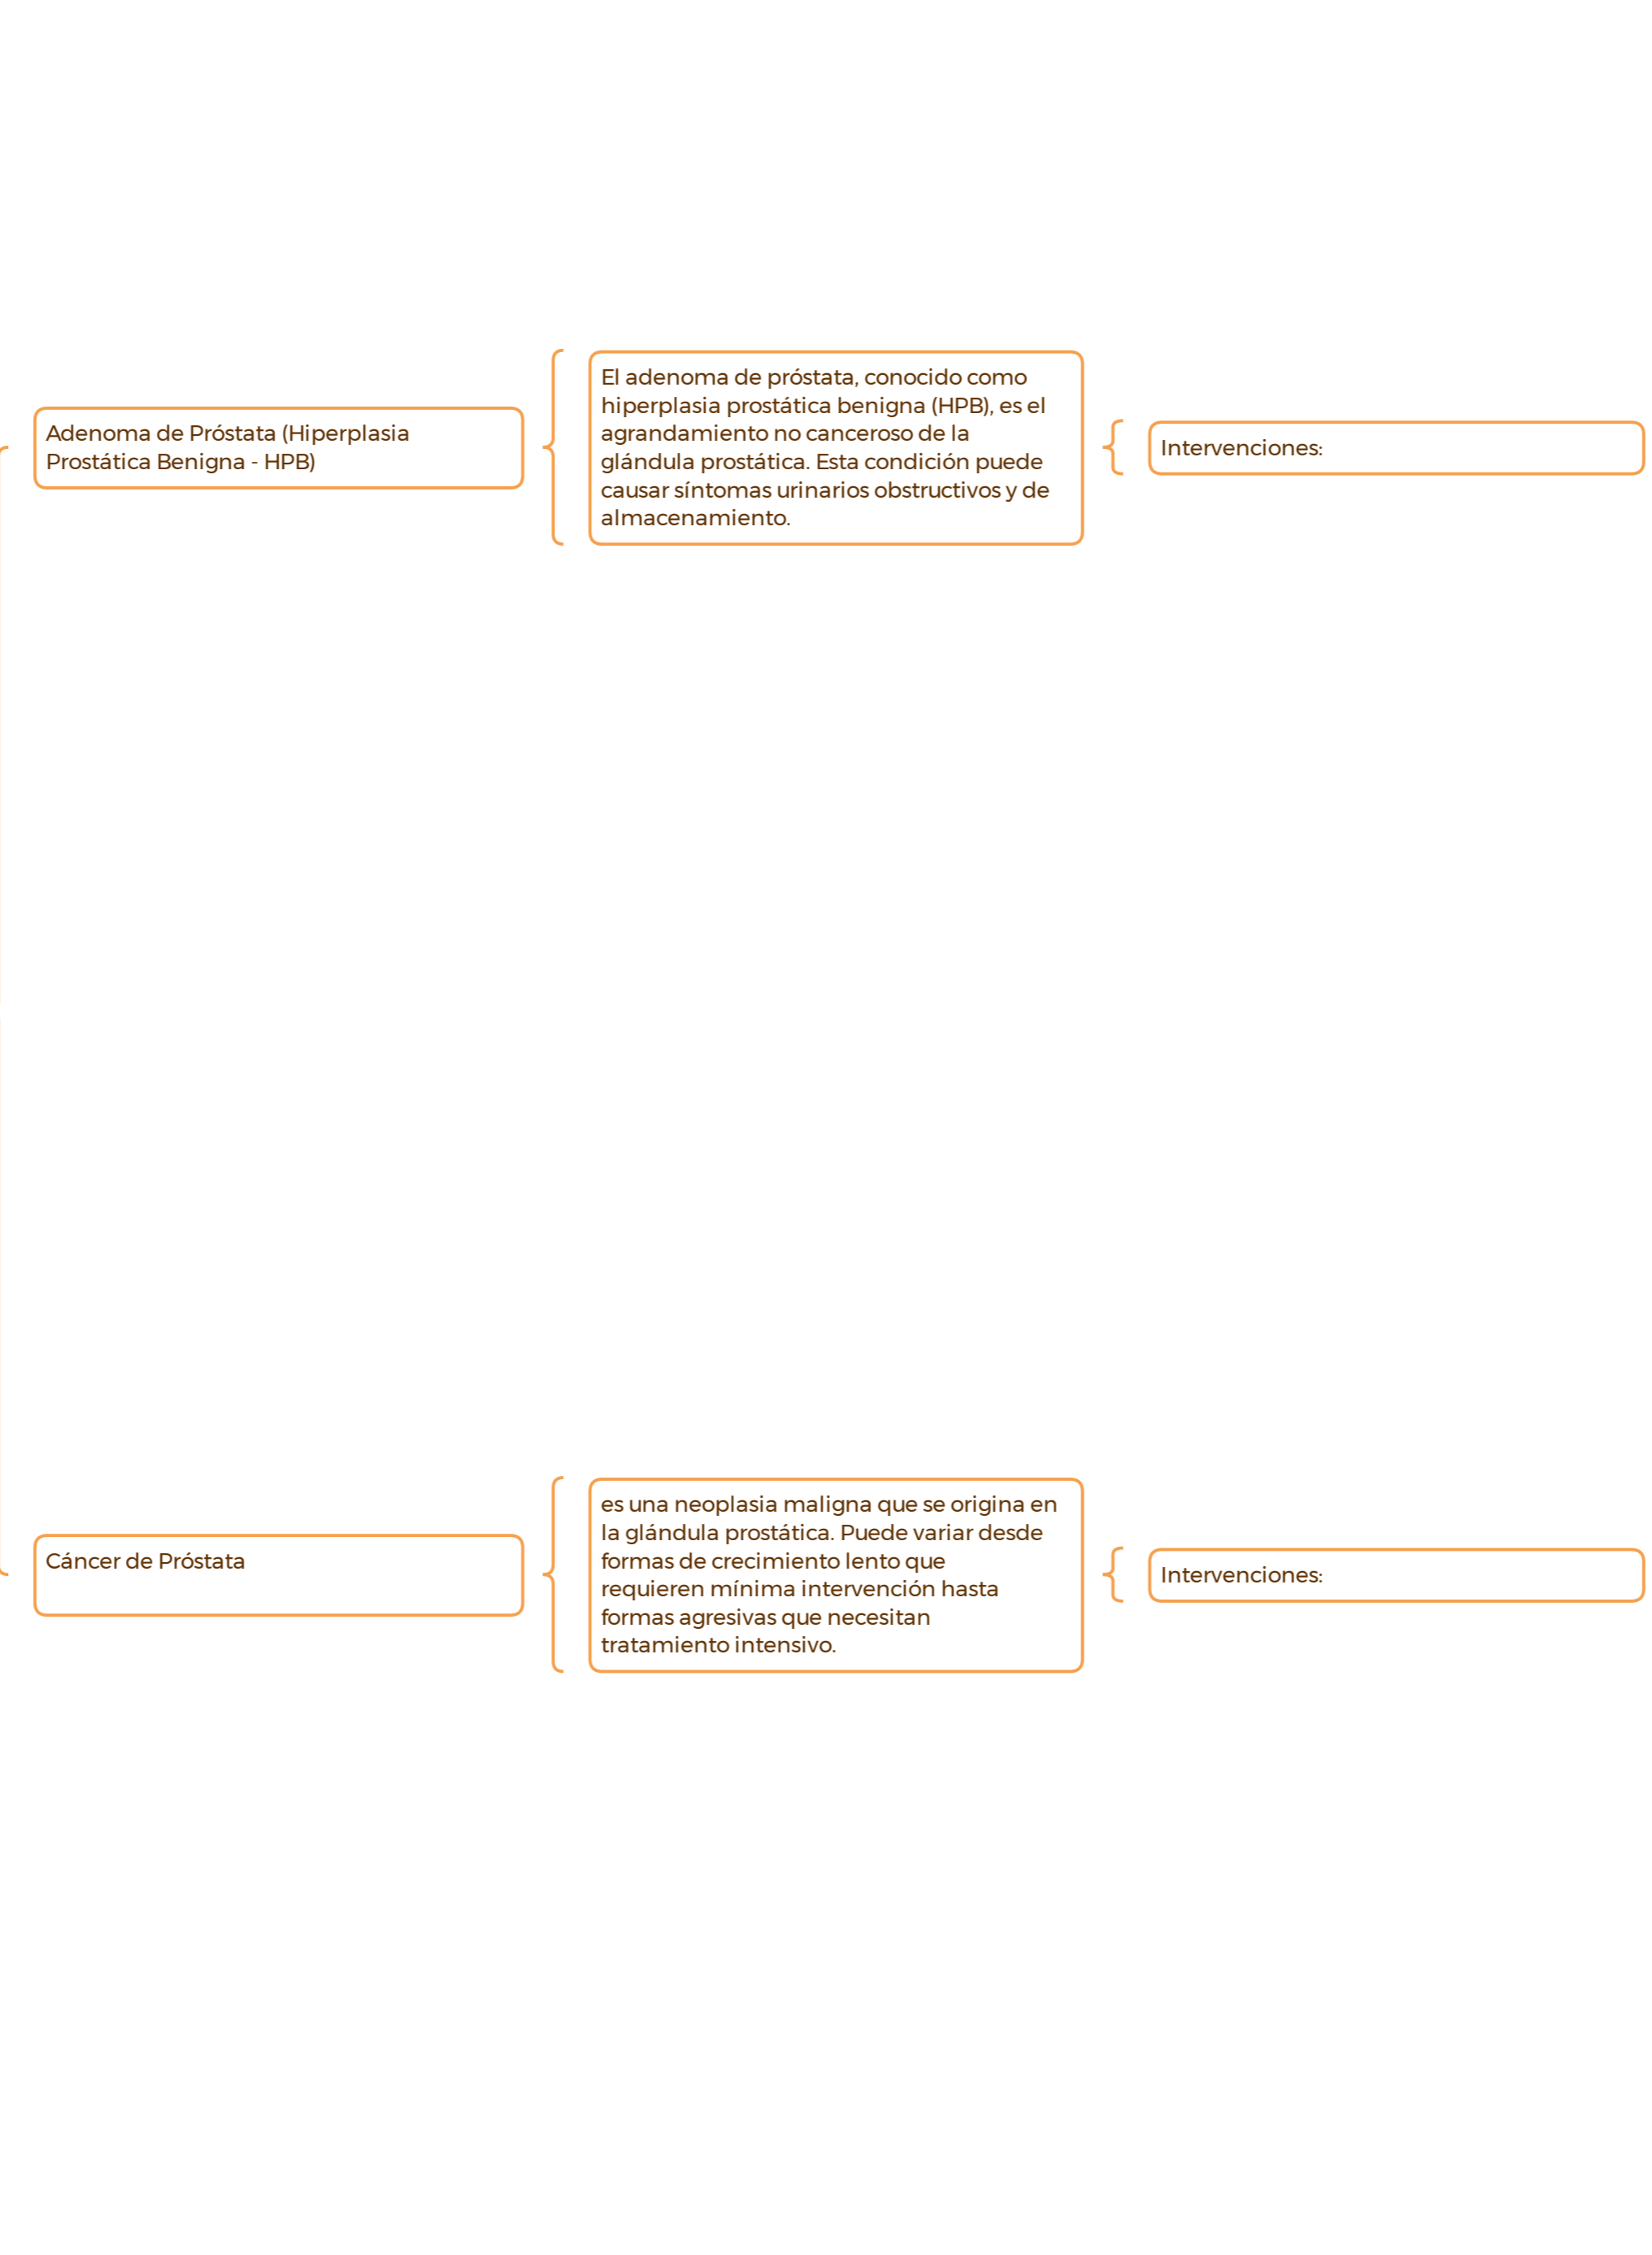 Adenoma de Próstata (Hiperplasia
Prostática Benigna - HPB)
El adenoma de próstata, conocido como
hiperplasia prostática benigna (HPB), es el
agrandamiento no canceroso de la
glándula prostática. Esta condición puede
causar síntomas urinarios obstructivos y de
almacenamiento.
Intervenciones:
Cáncer de Próstata
es una neoplasia maligna que se origina en
la glándula prostática. Puede variar desde
formas de crecimiento lento que
requieren mínima intervención hasta
formas agresivas que necesitan
tratamiento intensivo.
Intervenciones: